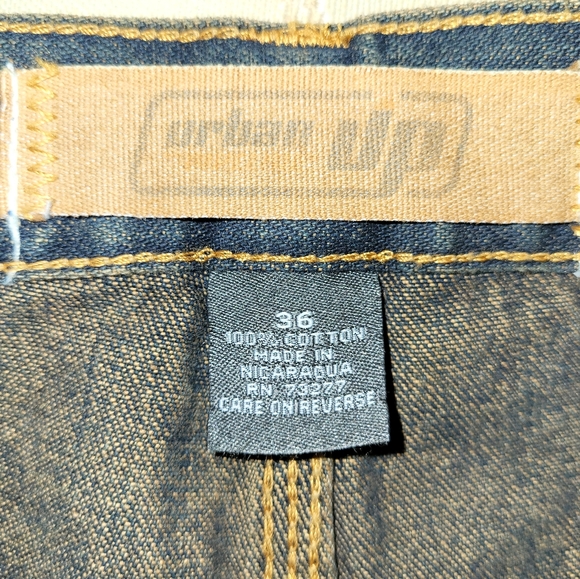 urban up
36
100% COTTON
MADE IN
NICARAGUA
RN 73277
CARE ON REVERSE